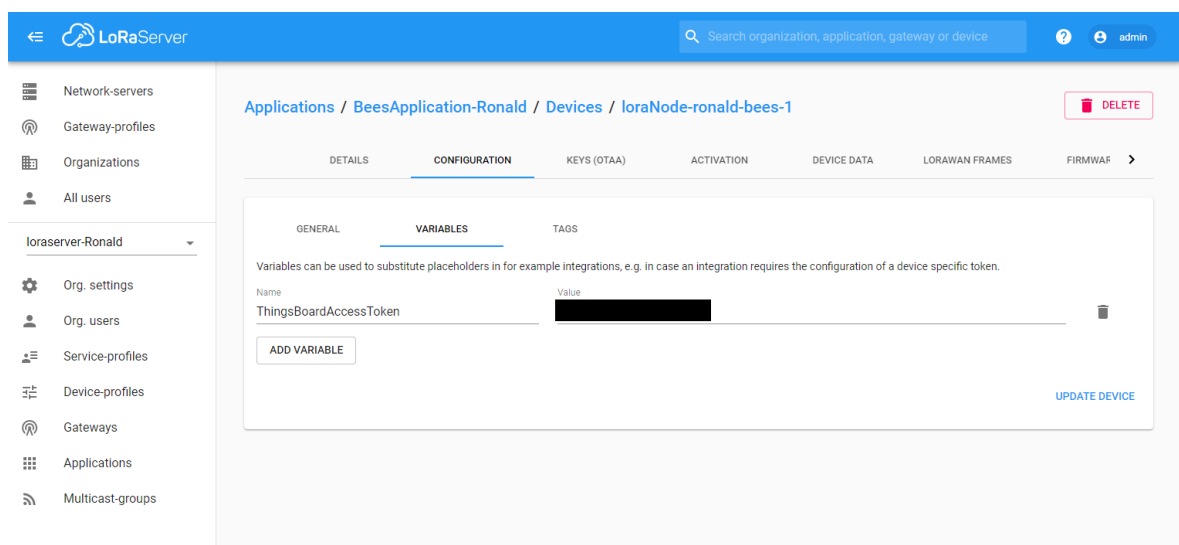 LoRaServer
Search organization, application, gateway or device
? admin
Network-servers
Gateway-profiles
Organizations
All users
loraserver-Ronald
Org. settings
Org. users
Service-profiles
Device-profiles
Gateways
Applications
Multicast-groups
Applications / BeesApplication-Ronald / Devices / loraNode-ronald-bees-1
DELETE
DETAILS CONFIGURATION KEYS (OTAA) ACTIVATION DEVICE DATA LORAWAN FRAMES FIRMWAR
GENERAL VARIABLES TAGS
Variables can be used to substitute placeholders in for example integrations, e.g. in case an integration requires the configuration of a device specific token.
Name Value
ThingsBoardAccessToken
ADD VARIABLE
UPDATE DEVICE